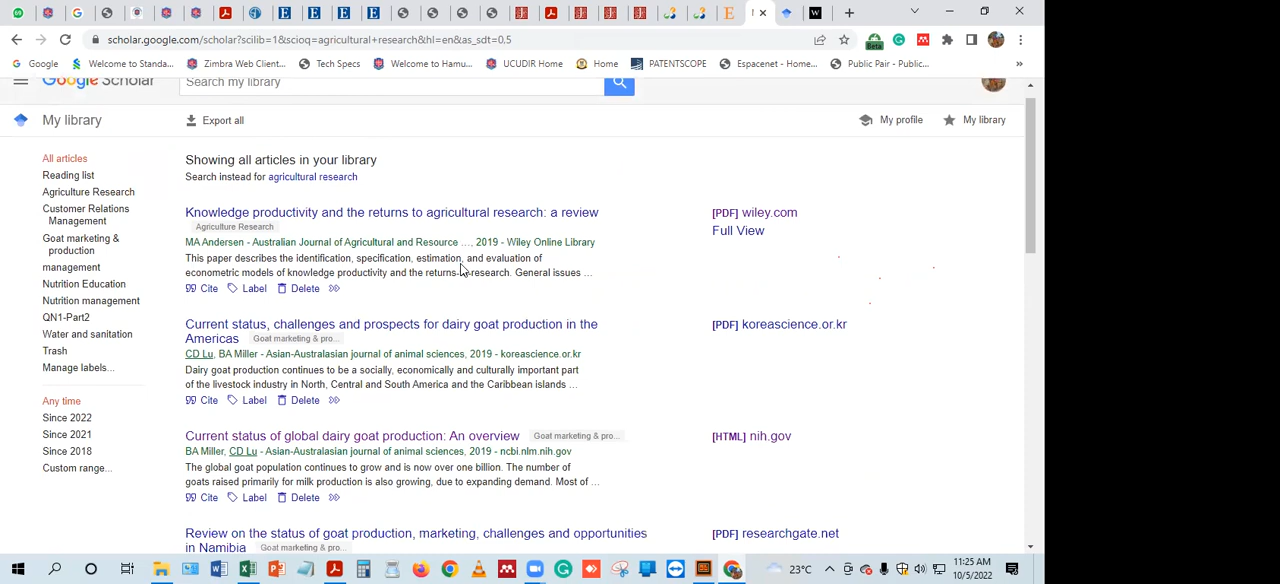 scholar.google.com/scholar?scilib=1&scioq=agricultural+research&hl=en&as_sdt=0,5
Beta
Google
Welcome to Standa...
Zimbra Web Client...
Tech Specs
Welcome to Hamu...
UCUDIR Home
Home
PATENTSCOPE
Espacenet - Home...
Public Pair - Public...
»
Google Scholar
Search my library
My library
Export all
My profile
My library
All articles
Reading list
Agriculture Research
Customer Relations
Management
Goat marketing &
production
management
Nutrition Education
Nutrition management
QN1-Part2
Water and sanitation
Trash
Manage labels...
Any time
Since 2022
Since 2021
Since 2018
Custom range...
Showing all articles in your library
Search instead for agricultural research
Knowledge productivity and the returns to agricultural research: a review
Agriculture Research
MA Andersen - Australian Journal of Agricultural and Resource ..., 2019 - Wiley Online Library
This paper describes the identification, specification, estimation, and evaluation of
econometric models of knowledge productivity and the returns-to-research. General issues ...
Cite Label Delete
[PDF] wiley.com
Full View
Current status, challenges and prospects for dairy goat production in the
Americas Goat marketing & pro...
CD Lu, BA Miller - Asian-Australasian journal of animal sciences, 2019 - koreascience.or.kr
Dairy goat production continues to be a socially, economically and culturally important part
of the livestock industry in North, Central and South America and the Caribbean islands ...
Cite Label Delete
[PDF] koreascience.or.kr
Current status of global dairy goat production: An overview Goat marketing & pro...
BA Miller, CD Lu - Asian-Australasian journal of animal sciences, 2019 - ncbi.nlm.nih.gov
The global goat population continues to grow and is now over one billion. The number of
goats raised primarily for milk production is also growing, due to expanding demand. Most of ...
Cite Label Delete
[HTML] nih.gov
Review on the status of goat production, marketing, challenges and opportunities
in Namibia Goat marketing & pro...
[PDF] researchgate.net
23°C
11:25 AM
10/5/2022